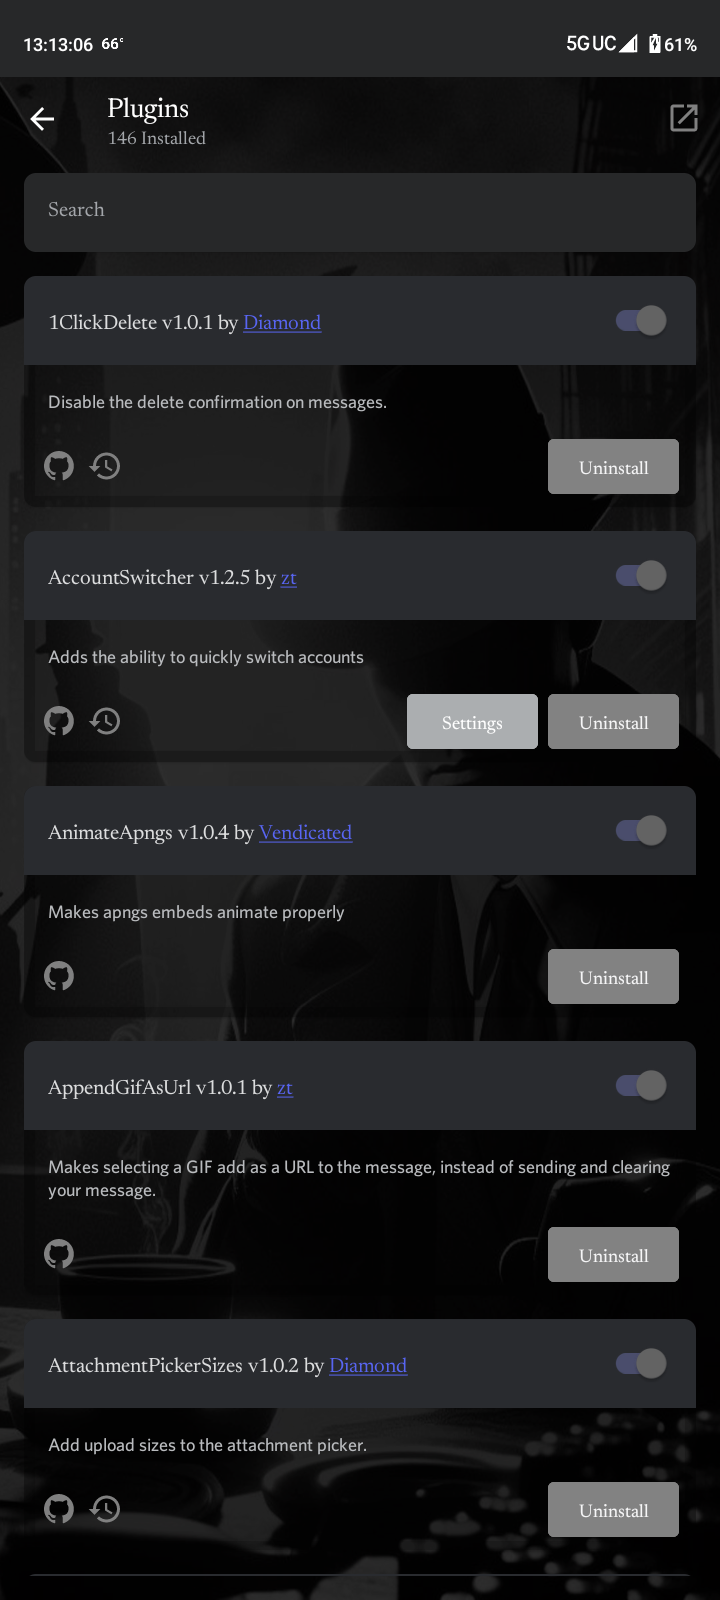 13:13:06 66° 5G UC 61%
Plugins
146 Installed
Search
1ClickDelete v1.0.1 by Diamond
Disable the delete confirmation on messages.
Uninstall
AccountSwitcher v1.2.5 by zt
Adds the ability to quickly switch accounts
Settings Uninstall
AnimateApngs v1.0.4 by Vendicated
Makes apngs embeds animate properly
Uninstall
AppendGifAsUrl v1.0.1 by zt
Makes selecting a GIF add as a URL to the message, instead of sending and clearing
your message.
Uninstall
AttachmentPickerSizes v1.0.2 by Diamond
Add upload sizes to the attachment picker.
Uninstall